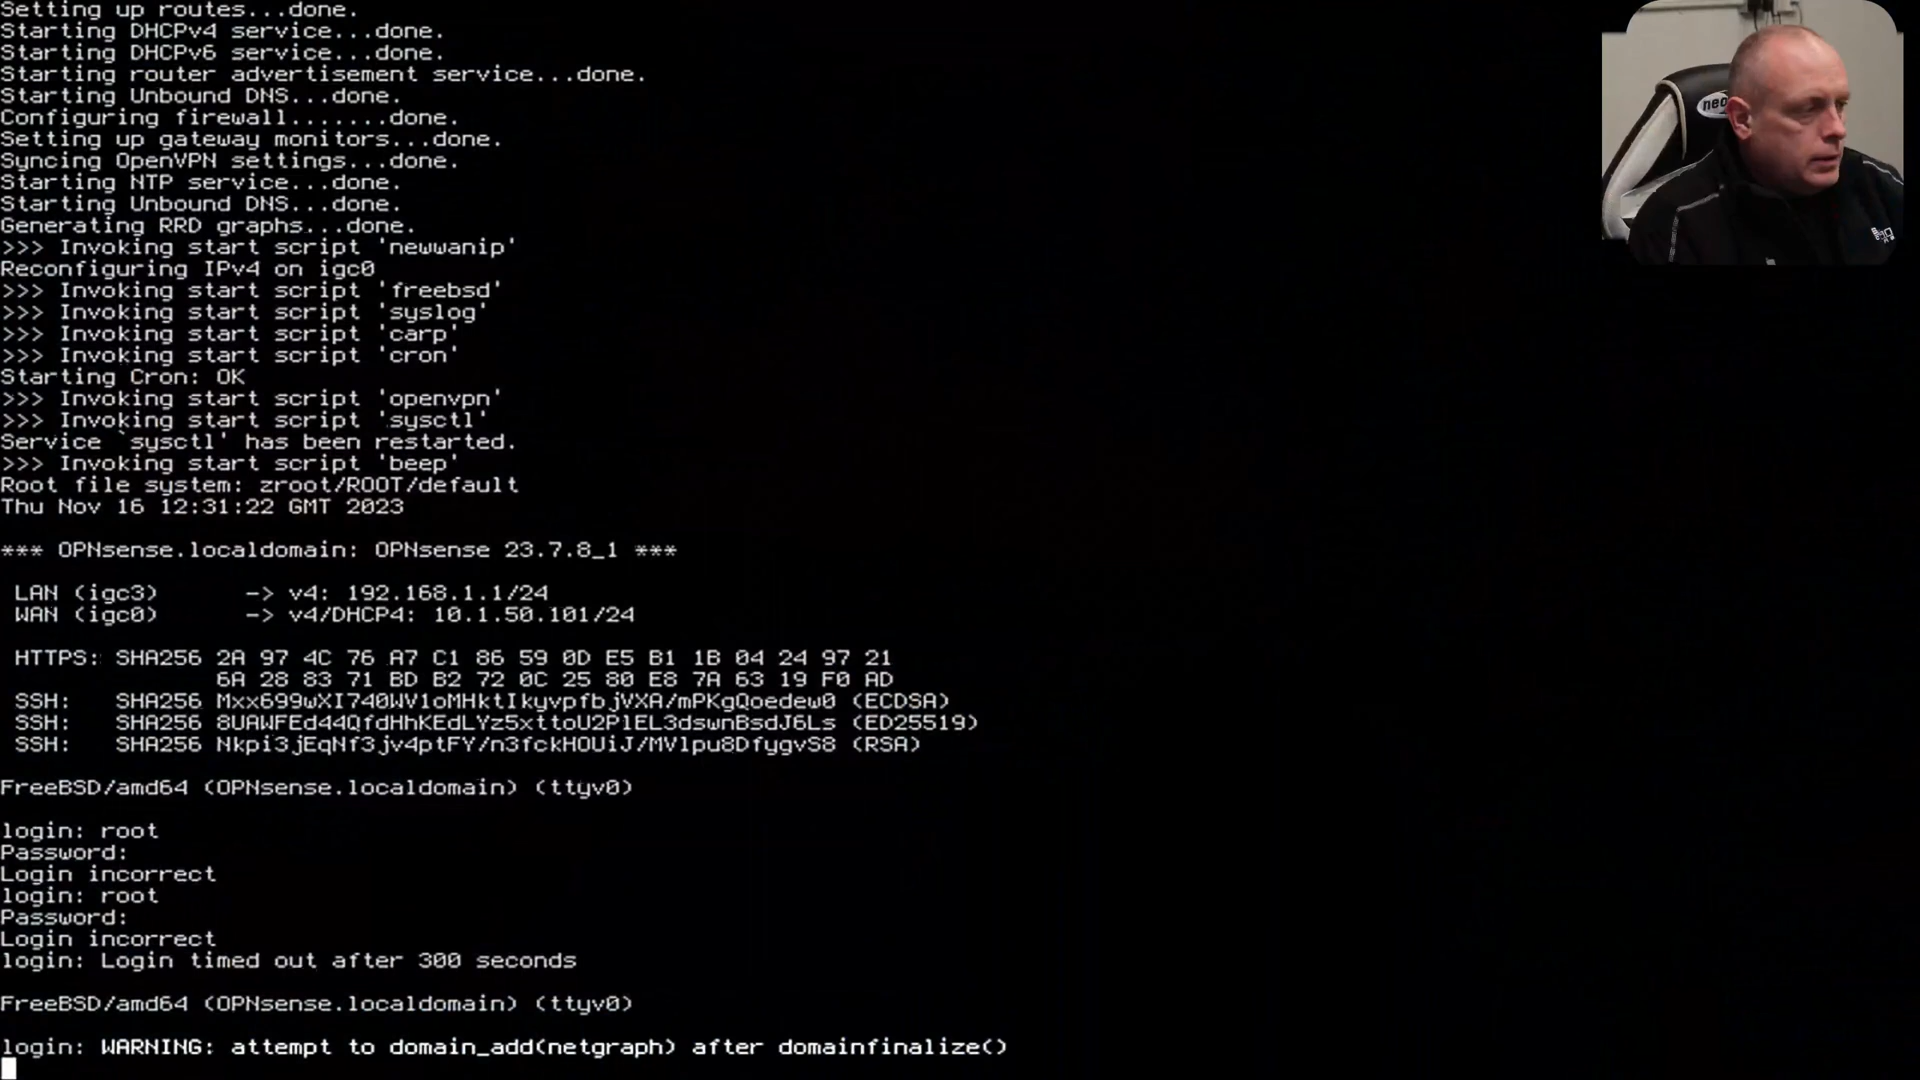 Setting up routes...done.
Starting DHCPv4 service...done.
Starting DHCPv6 service...done.
Starting router advertisement service...done.
Starting Unbound DNS...done.
Configuring firewall.......done.
Setting up gateway monitors...done.
Syncing OpenVPN settings...done.
Starting NTP service...done.
Starting Unbound DNS...done.
Generating RRD graphs...done.
>>> Invoking start script 'newwanip'
Reconfiguring IPv4 on igc0
>>> Invoking start script 'freebsd'
>>> Invoking start script 'syslog'
>>> Invoking start script 'carp'
>>> Invoking start script 'cron'
Starting Cron: OK
>>> Invoking start script 'openvpn'
>>> Invoking start script 'sysctl'
Service `sysctl' has been restarted.
>>> Invoking start script 'beep'
Root file system: zroot/ROOT/default
Thu Nov 16 12:31:22 GMT 2023
*** OPNsense.localdomain: OPNsense 23.7.8_1 ***
LAN (igc3) -> v4: 192.168.1.1/24
WAN (igc0) -> v4/DHCP4: 10.1.50.101/24
HTTPS: SHA256 2A 97 4C 76 A7 C1 86 59 0D E5 B1 1B 04 24 97 21
6A 28 83 71 BD B2 72 0C 25 80 E8 7A 63 19 F0 AD
SSH: SHA256 Mxx699wXI740WV1oMHktIkyvpfbjVXA/mPKgQoedew0 (ECDSA)
SSH: SHA256 8UAWFEd44QfdHhKEdLYz5xttoU2PlEL3dswnBsdJ6Ls (ED25519)
SSH: SHA256 Nkpi3jEqNf3jv4ptFY/n3fckHOUiJ/MVlpu8DfygvS8 (RSA)
FreeBSD/amd64 (OPNsense.localdomain) (ttyv0)
login: root
Password:
Login incorrect
login: root
Password:
Login incorrect
login: Login timed out after 300 seconds
FreeBSD/amd64 (OPNsense.localdomain) (ttyv0)
login: WARNING: attempt to domain_add(netgraph) after domainfinalize()
neo